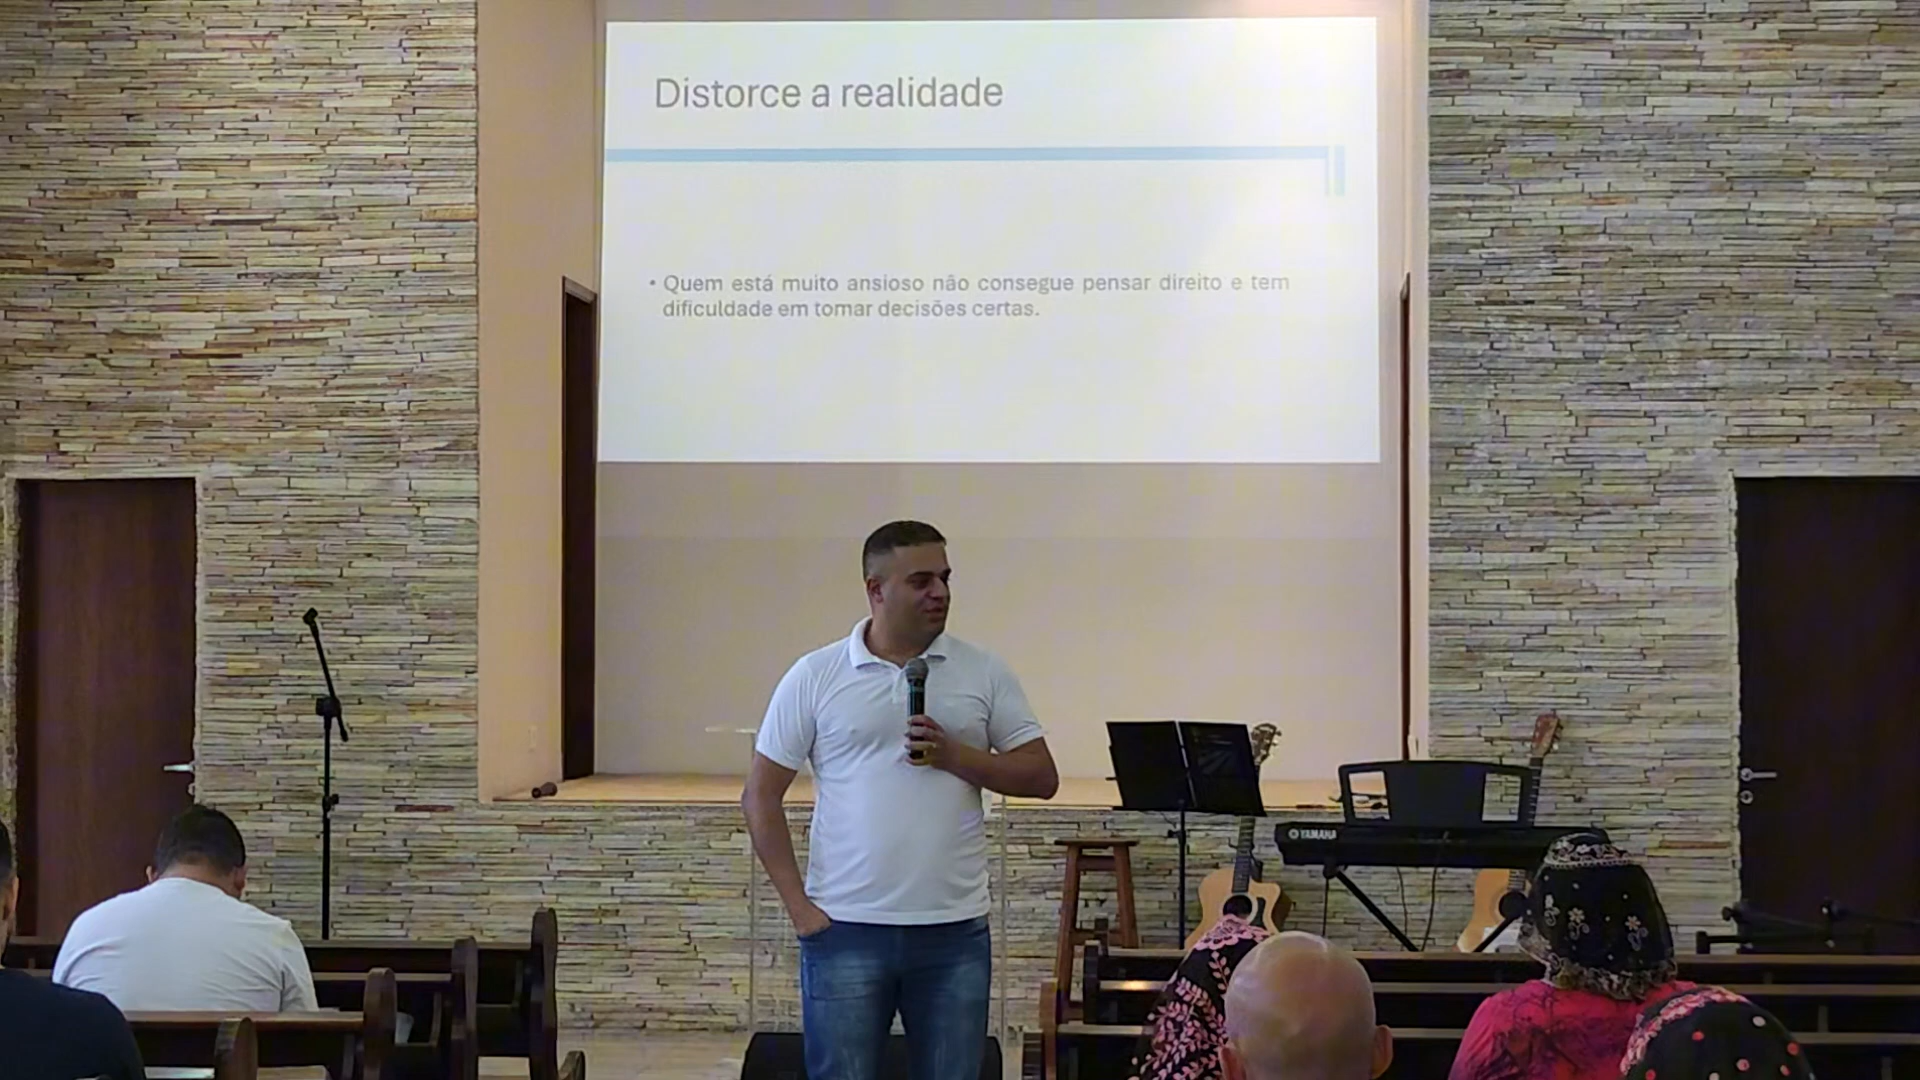 Distorce a realidade
• Quem está muito ansioso não consegue pensar direito e tem
dificuldade em tomar decisões certas.
YAMAHA